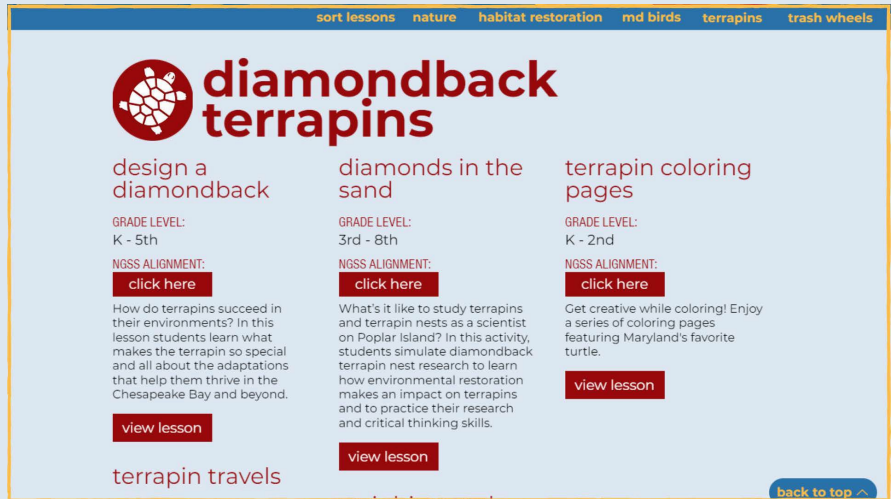 sort lessons nature habitat restoration md birds terrapins trash wheels
diamondback
terrapins
design a
diamondback
GRADE LEVEL:
K - 5th
NGSS ALIGNMENT:
click here
How do terrapins succeed in
their environments? In this
lesson students learn what
makes the terrapin so special
and all about the adaptations
that help them thrive in the
Chesapeake Bay and beyond.
view lesson
terrapin travels
diamonds in the
sand
GRADE LEVEL:
3rd - 8th
NGSS ALIGNMENT:
click here
What's it like to study terrapins
and terrapin nests as a scientist
on Poplar Island? In this activity,
students simulate diamondback
terrapin nest research to learn
how environmental restoration
makes an impact on terrapins
and to practice their research
and critical thinking skills.
view lesson
terrapin coloring
pages
GRADE LEVEL:
K - 2nd
NGSS ALIGNMENT:
click here
Get creative while coloring! Enjoy
a series of coloring pages
featuring Maryland's favorite
turtle.
view lesson
back to top